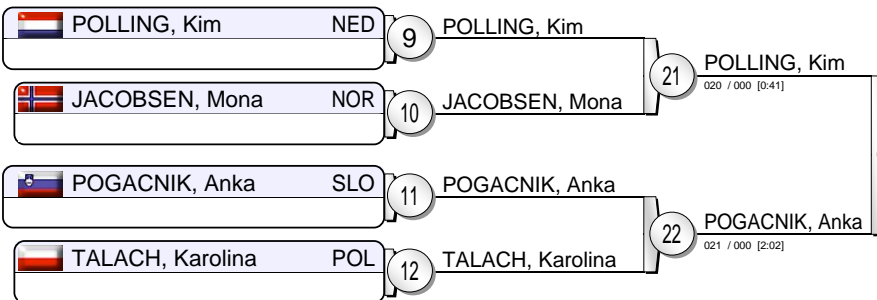 POLLING, Kim NED
9
POLLING, Kim
JACOBSEN, Mona NOR
10
JACOBSEN, Mona
21
POLLING, Kim
020 / 000 [0:41]
POGACNIK, Anka SLO
11
POGACNIK, Anka
TALACH, Karolina POL
12
TALACH, Karolina
22
POGACNIK, Anka
021 / 000 [2:02]